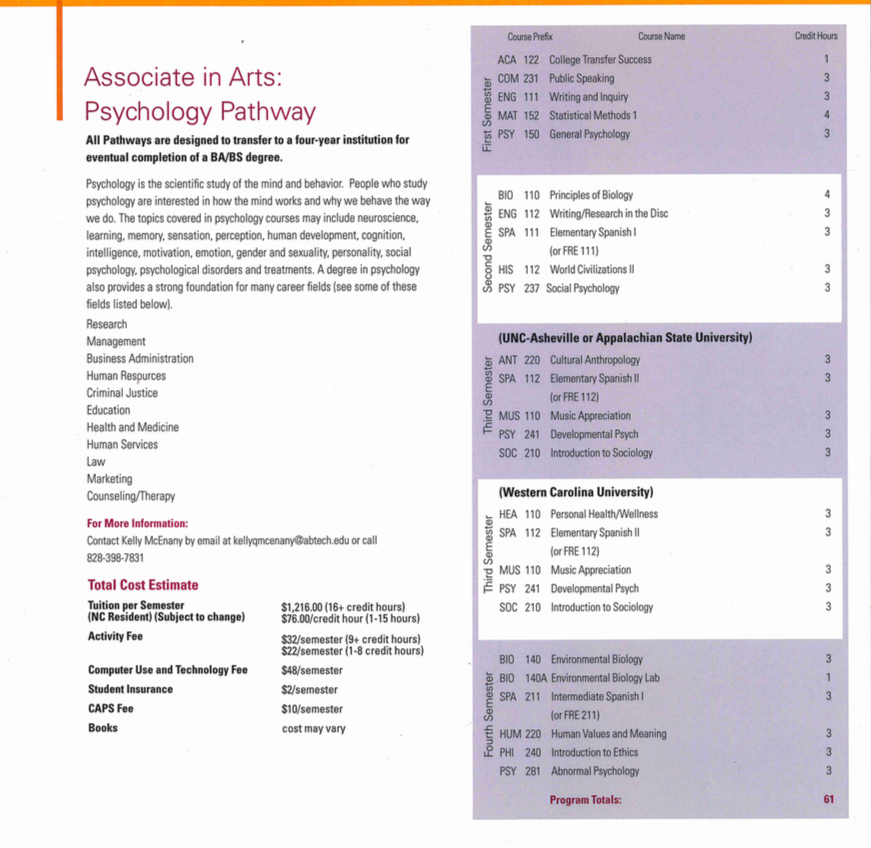 Associate in Arts:
Psychology Pathway
All Pathways are designed to transfer to a four-year institution for
eventual completion of a BA/BS degree.
Psychology is the scientific study of the mind and behavior. People who study
psychology are interested in how the mind works and why we behave the way
we do. The topics covered in psychology courses may include neuroscience,
learning, memory, sensation, perception, human development, cognition,
intelligence, motivation, emotion, gender and sexuality, personality, social
psychology, psychological disorders and treatments. A degree in psychology
also provides a strong foundation for many career fields (see some of these
fields listed below).
Research
Management
Business Administration
Human Resources
Criminal Justice
Education
Health and Medicine
Human Services
Law
Marketing
Counseling/Therapy
For More Information:
Contact Kelly McEnany by email at kellyqmcenany@abtech.edu or call
828-398-7831
Total Cost Estimate
Tuition per Semester
(NC Resident) (Subject to change)
$1,216.00 (16+ credit hours)
$76.00/credit hour (1-15 hours)
Activity Fee
$32/semester (9+ credit hours)
$22/semester (1-8 credit hours)
Computer Use and Technology Fee $48/semester
Student Insurance $2/semester
CAPS Fee $10/semester
Books cost may vary
Course Prefix Course Name Credit Hours
First Semester
ACA 122 College Transfer Success 1
COM 231 Public Speaking 3
ENG 111 Writing and Inquiry 3
MAT 152 Statistical Methods 1 4
PSY 150 General Psychology 3
Second Semester
BIO 110 Principles of Biology 4
ENG 112 Writing/Research in the Disc 3
SPA 111 Elementary Spanish I 3
(or FRE 111)
HIS 112 World Civilizations II 3
PSY 237 Social Psychology 3
(UNC-Asheville or Appalachian State University)
Third Semester
ANT 220 Cultural Anthropology 3
SPA 112 Elementary Spanish II 3
(or FRE 112)
MUS 110 Music Appreciation 3
PSY 241 Developmental Psych 3
SOC 210 Introduction to Sociology 3
(Western Carolina University)
Third Semester
HEA 110 Personal Health/Wellness 3
SPA 112 Elementary Spanish II 3
(or FRE 112)
MUS 110 Music Appreciation 3
PSY 241 Developmental Psych 3
SOC 210 Introduction to Sociology 3
Fourth Semester
BIO 140 Environmental Biology 3
BIO 140A Environmental Biology Lab 1
SPA 211 Intermediate Spanish I 3
(or FRE 211)
HUM 220 Human Values and Meaning 3
PHI 240 Introduction to Ethics 3
PSY 281 Abnormal Psychology 3
Program Totals: 61